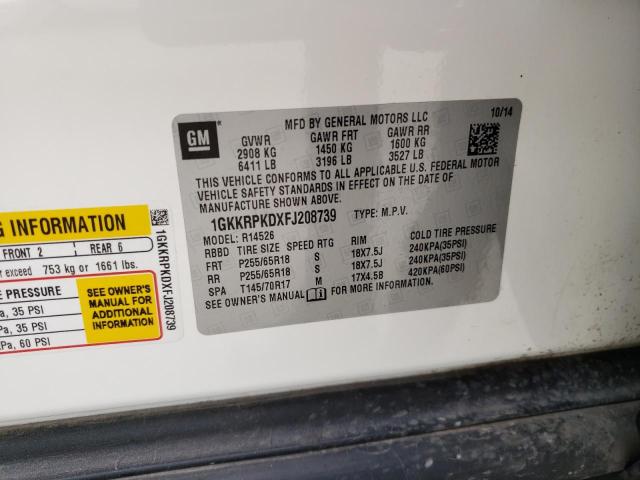 GM
MFD BY GENERAL MOTORS LLC
10/14
GVWR GAWR FRT GAWR RR
2908 KG 1450 KG 1600 KG
6411 LB 3196 LB 3527 LB
THIS VEHICLE CONFORMS TO ALL APPLICABLE U.S. FEDERAL MOTOR
VEHICLE SAFETY STANDARDS IN EFFECT ON THE DATE OF
MANUFACTURE SHOWN ABOVE.
1GKKRPKDXFJ208739 TYPE: M.P.V.
MODEL: R14526
RBBD TIRE SIZE SPEED RTG RIM COLD TIRE PRESSURE
FRT P255/65R18 S 18X7.5J 240KPA(35PSI)
RR P255/65R18 S 18X7.5J 240KPA(35PSI)
SPA T145/70R17 M 17X4.5B 420KPA(60PSI)
SEE OWNER'S MANUAL FOR MORE INFORMATION.
G INFORMATION
FRONT 2 REAR 6
exceed 753 kg or 1661 lbs.
E PRESSURE
a, 35 PSI
Pa, 35 PSI
Pa, 60 PSI
SEE OWNER'S
MANUAL FOR
ADDITIONAL
INFORMATION
1GKKRPKDXFJ208739